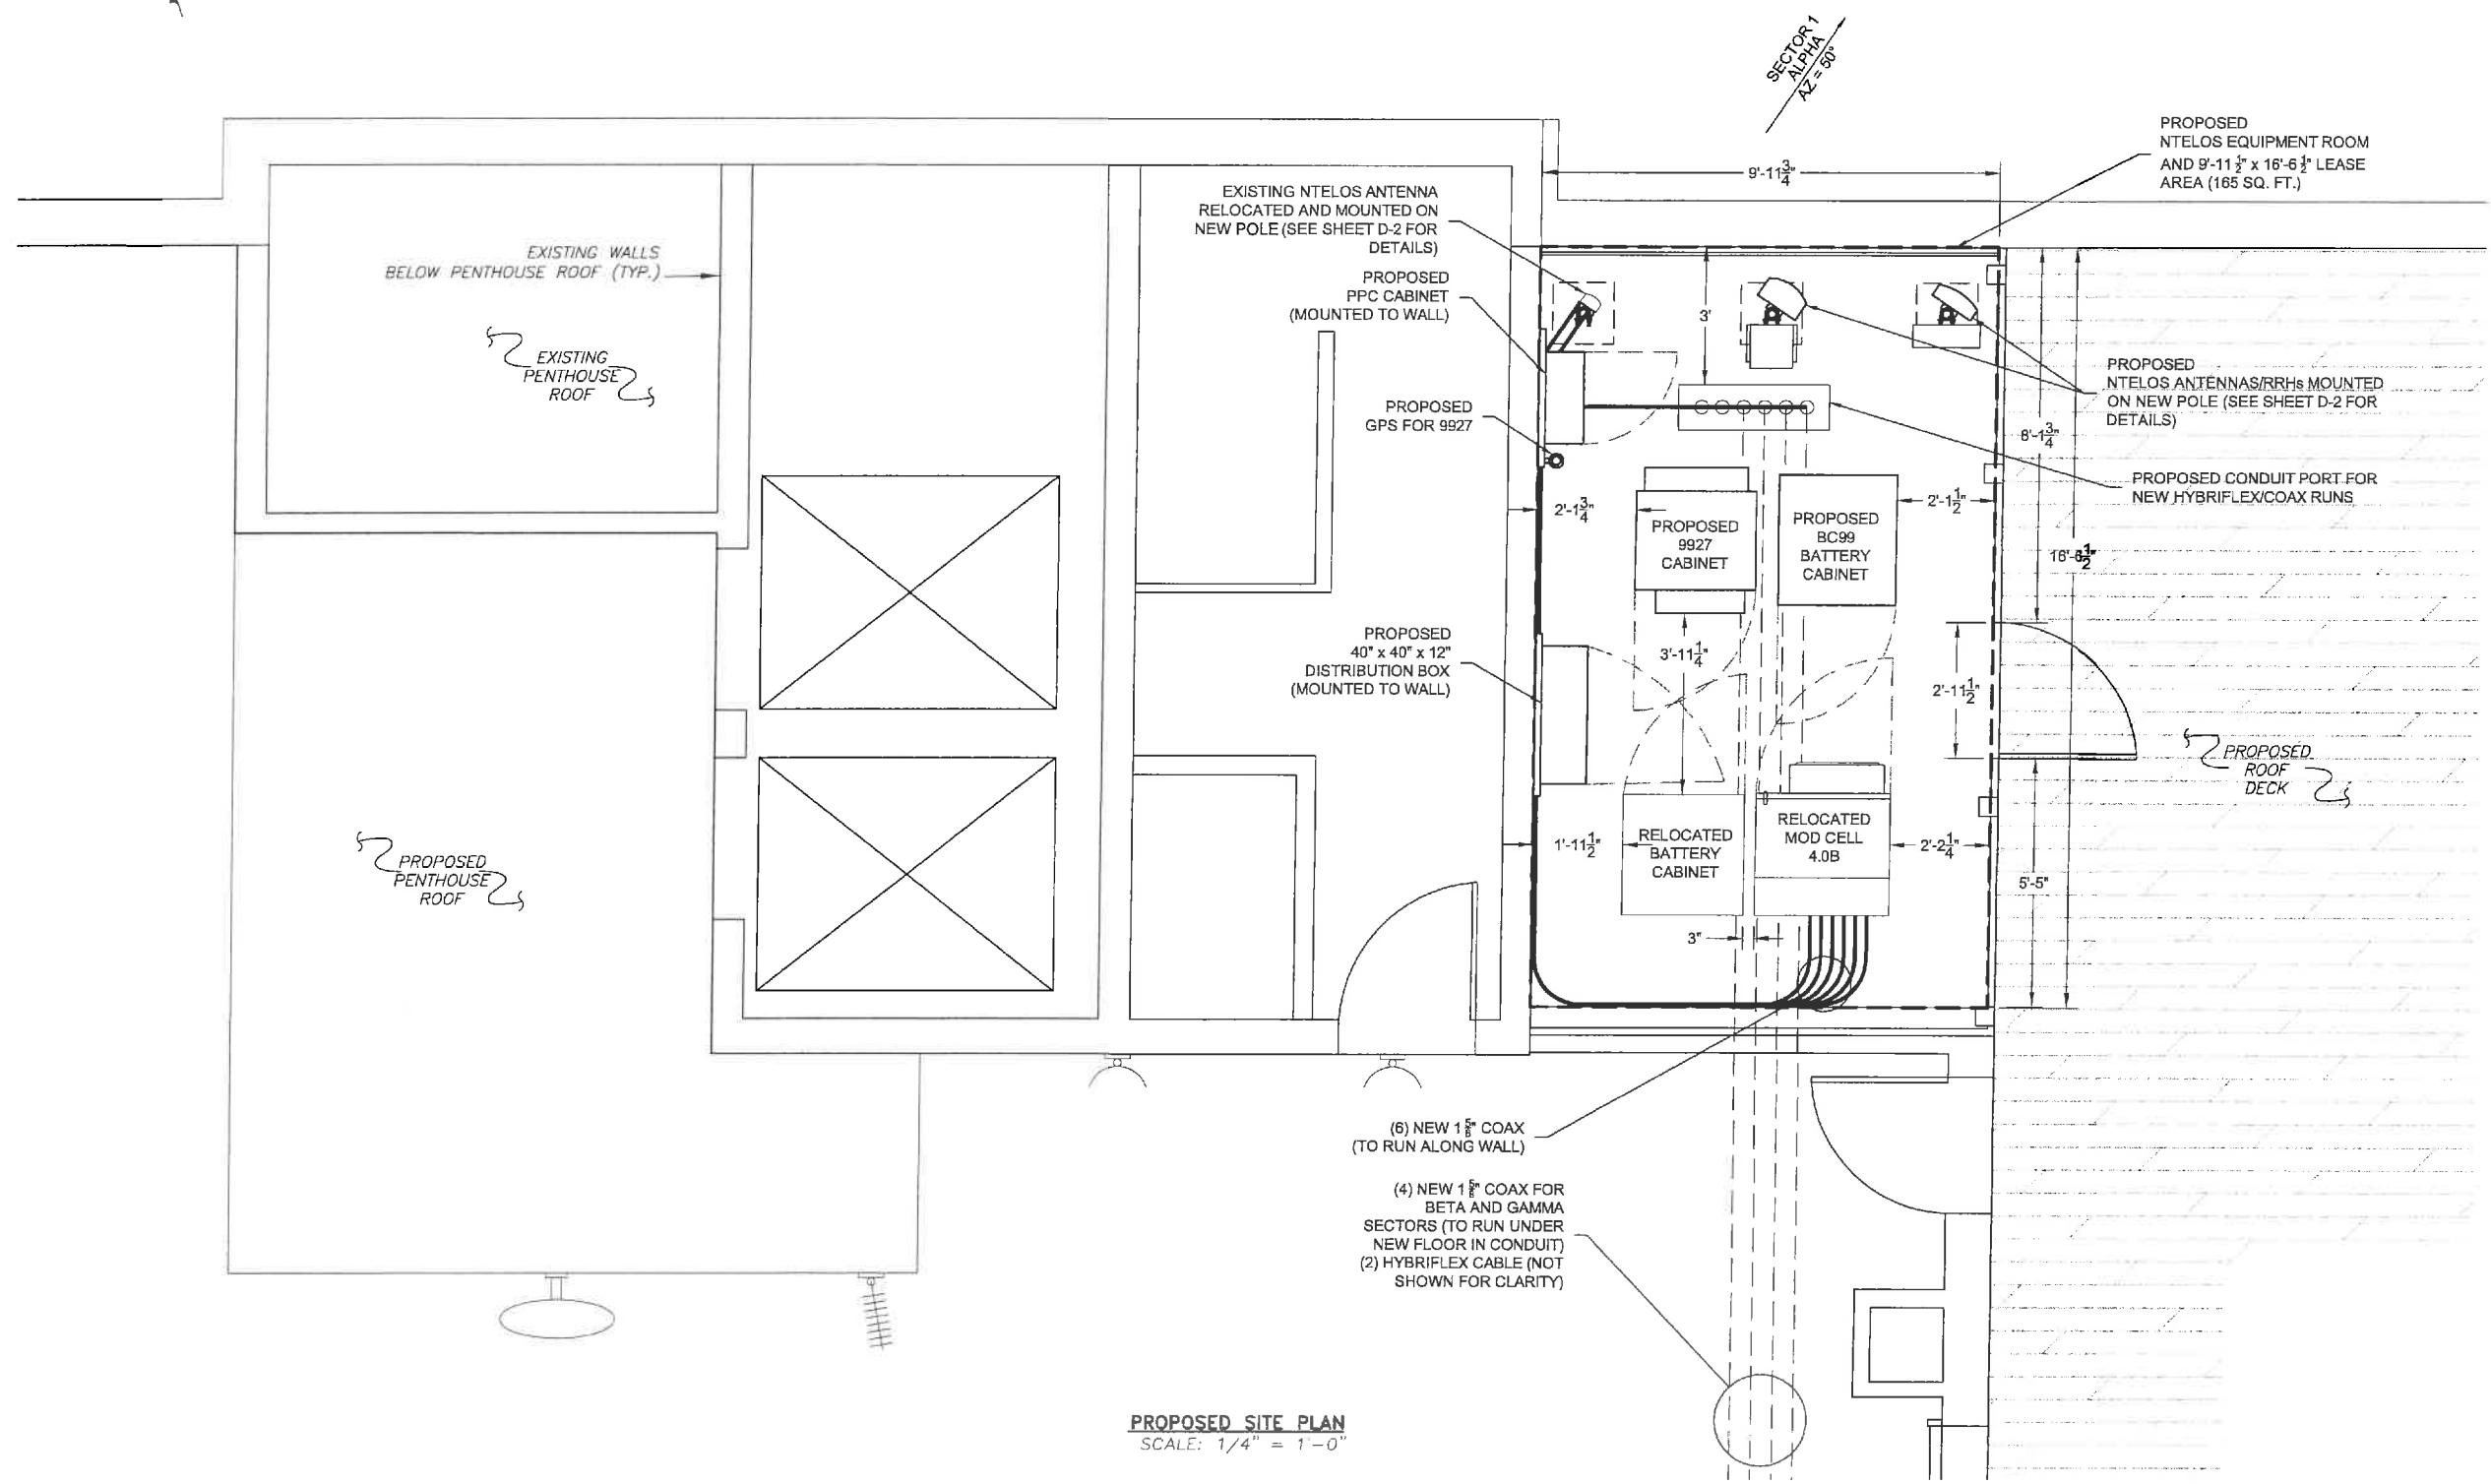 SECTOR 1
ALPHA
AZ = 50°
PROPOSED
NTELOS EQUIPMENT ROOM
AND 9'-11 1/2" x 16'-6 1/2" LEASE
AREA (165 SQ. FT.)
9'-11 3/4"
EXISTING NTELOS ANTENNA
RELOCATED AND MOUNTED ON
NEW POLE (SEE SHEET D-2 FOR
DETAILS)
EXISTING WALLS
BELOW PENTHOUSE ROOF (TYP.)
PROPOSED
PPC CABINET
(MOUNTED TO WALL)
3'
EXISTING
PENTHOUSE
ROOF
PROPOSED
NTELOS ANTENNAS/RRHs MOUNTED
ON NEW POLE (SEE SHEET D-2 FOR
DETAILS)
PROPOSED
GPS FOR 9927
8'-1 3/4"
PROPOSED CONDUIT PORT FOR
NEW HYBRIFLEX/COAX RUNS
2'-1 3/4"
PROPOSED
9927
CABINET
PROPOSED
BC99
BATTERY
CABINET
2'-1 1/2"
16'-6 1/2"
PROPOSED
40" x 40" x 12"
DISTRIBUTION BOX
(MOUNTED TO WALL)
3'-11 1/4"
2'-11 1/2"
PROPOSED
ROOF
DECK
1'-11 1/2"
RELOCATED
BATTERY
CABINET
RELOCATED
MOD CELL
4.0B
2'-2 1/4"
5'-5"
PROPOSED
PENTHOUSE
ROOF
3"
(6) NEW 1 5/8" COAX
(TO RUN ALONG WALL)
(4) NEW 1 5/8" COAX FOR
BETA AND GAMMA
SECTORS (TO RUN UNDER
NEW FLOOR IN CONDUIT)
(2) HYBRIFLEX CABLE (NOT
SHOWN FOR CLARITY)
PROPOSED SITE PLAN
SCALE: 1/4" = 1'-0"